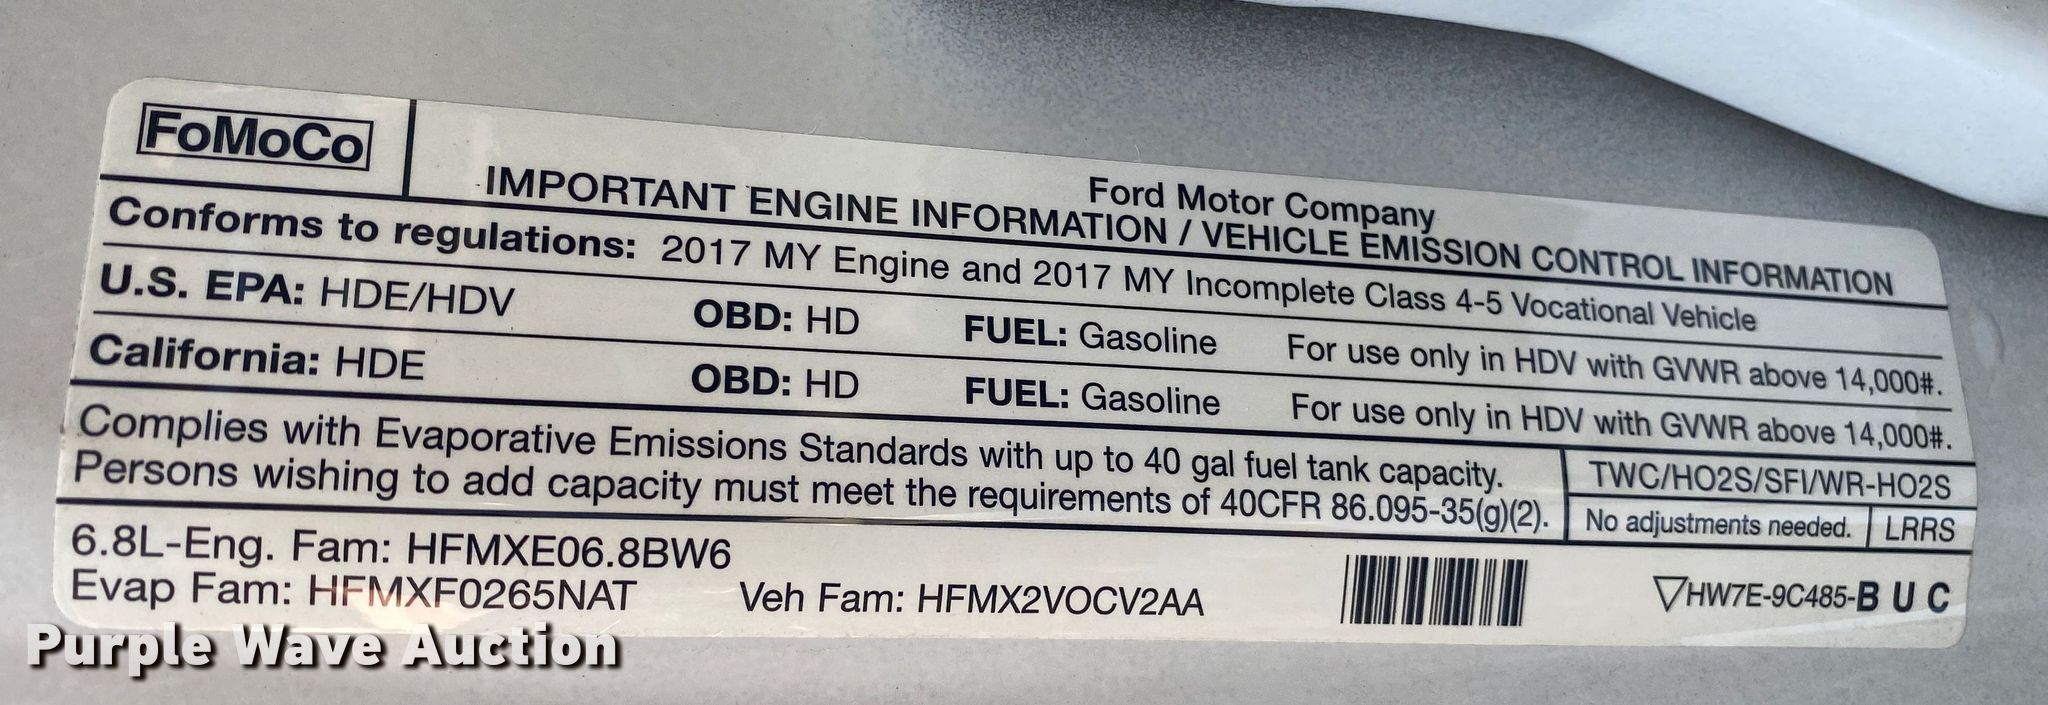 FoMoCo
Ford Motor Company
IMPORTANT ENGINE INFORMATION / VEHICLE EMISSION CONTROL INFORMATION
Conforms to regulations: 2017 MY Engine and 2017 MY Incomplete Class 4-5 Vocational Vehicle
U.S. EPA: HDE/HDV OBD: HD FUEL: Gasoline For use only in HDV with GVWR above 14,000#.
California: HDE OBD: HD FUEL: Gasoline For use only in HDV with GVWR above 14,000#.
Complies with Evaporative Emissions Standards with up to 40 gal fuel tank capacity.
Persons wishing to add capacity must meet the requirements of 40CFR 86.095-35(g)(2).
TWC/HO2S/SFI/WR-HO2S
No adjustments needed. LRRS
6.8L-Eng. Fam: HFMXE06.8BW6
Evap Fam: HFMXF0265NAT Veh Fam: HFMX2VOCV2AA
▽HW7E-9C485-B U C
Purple Wave Auction